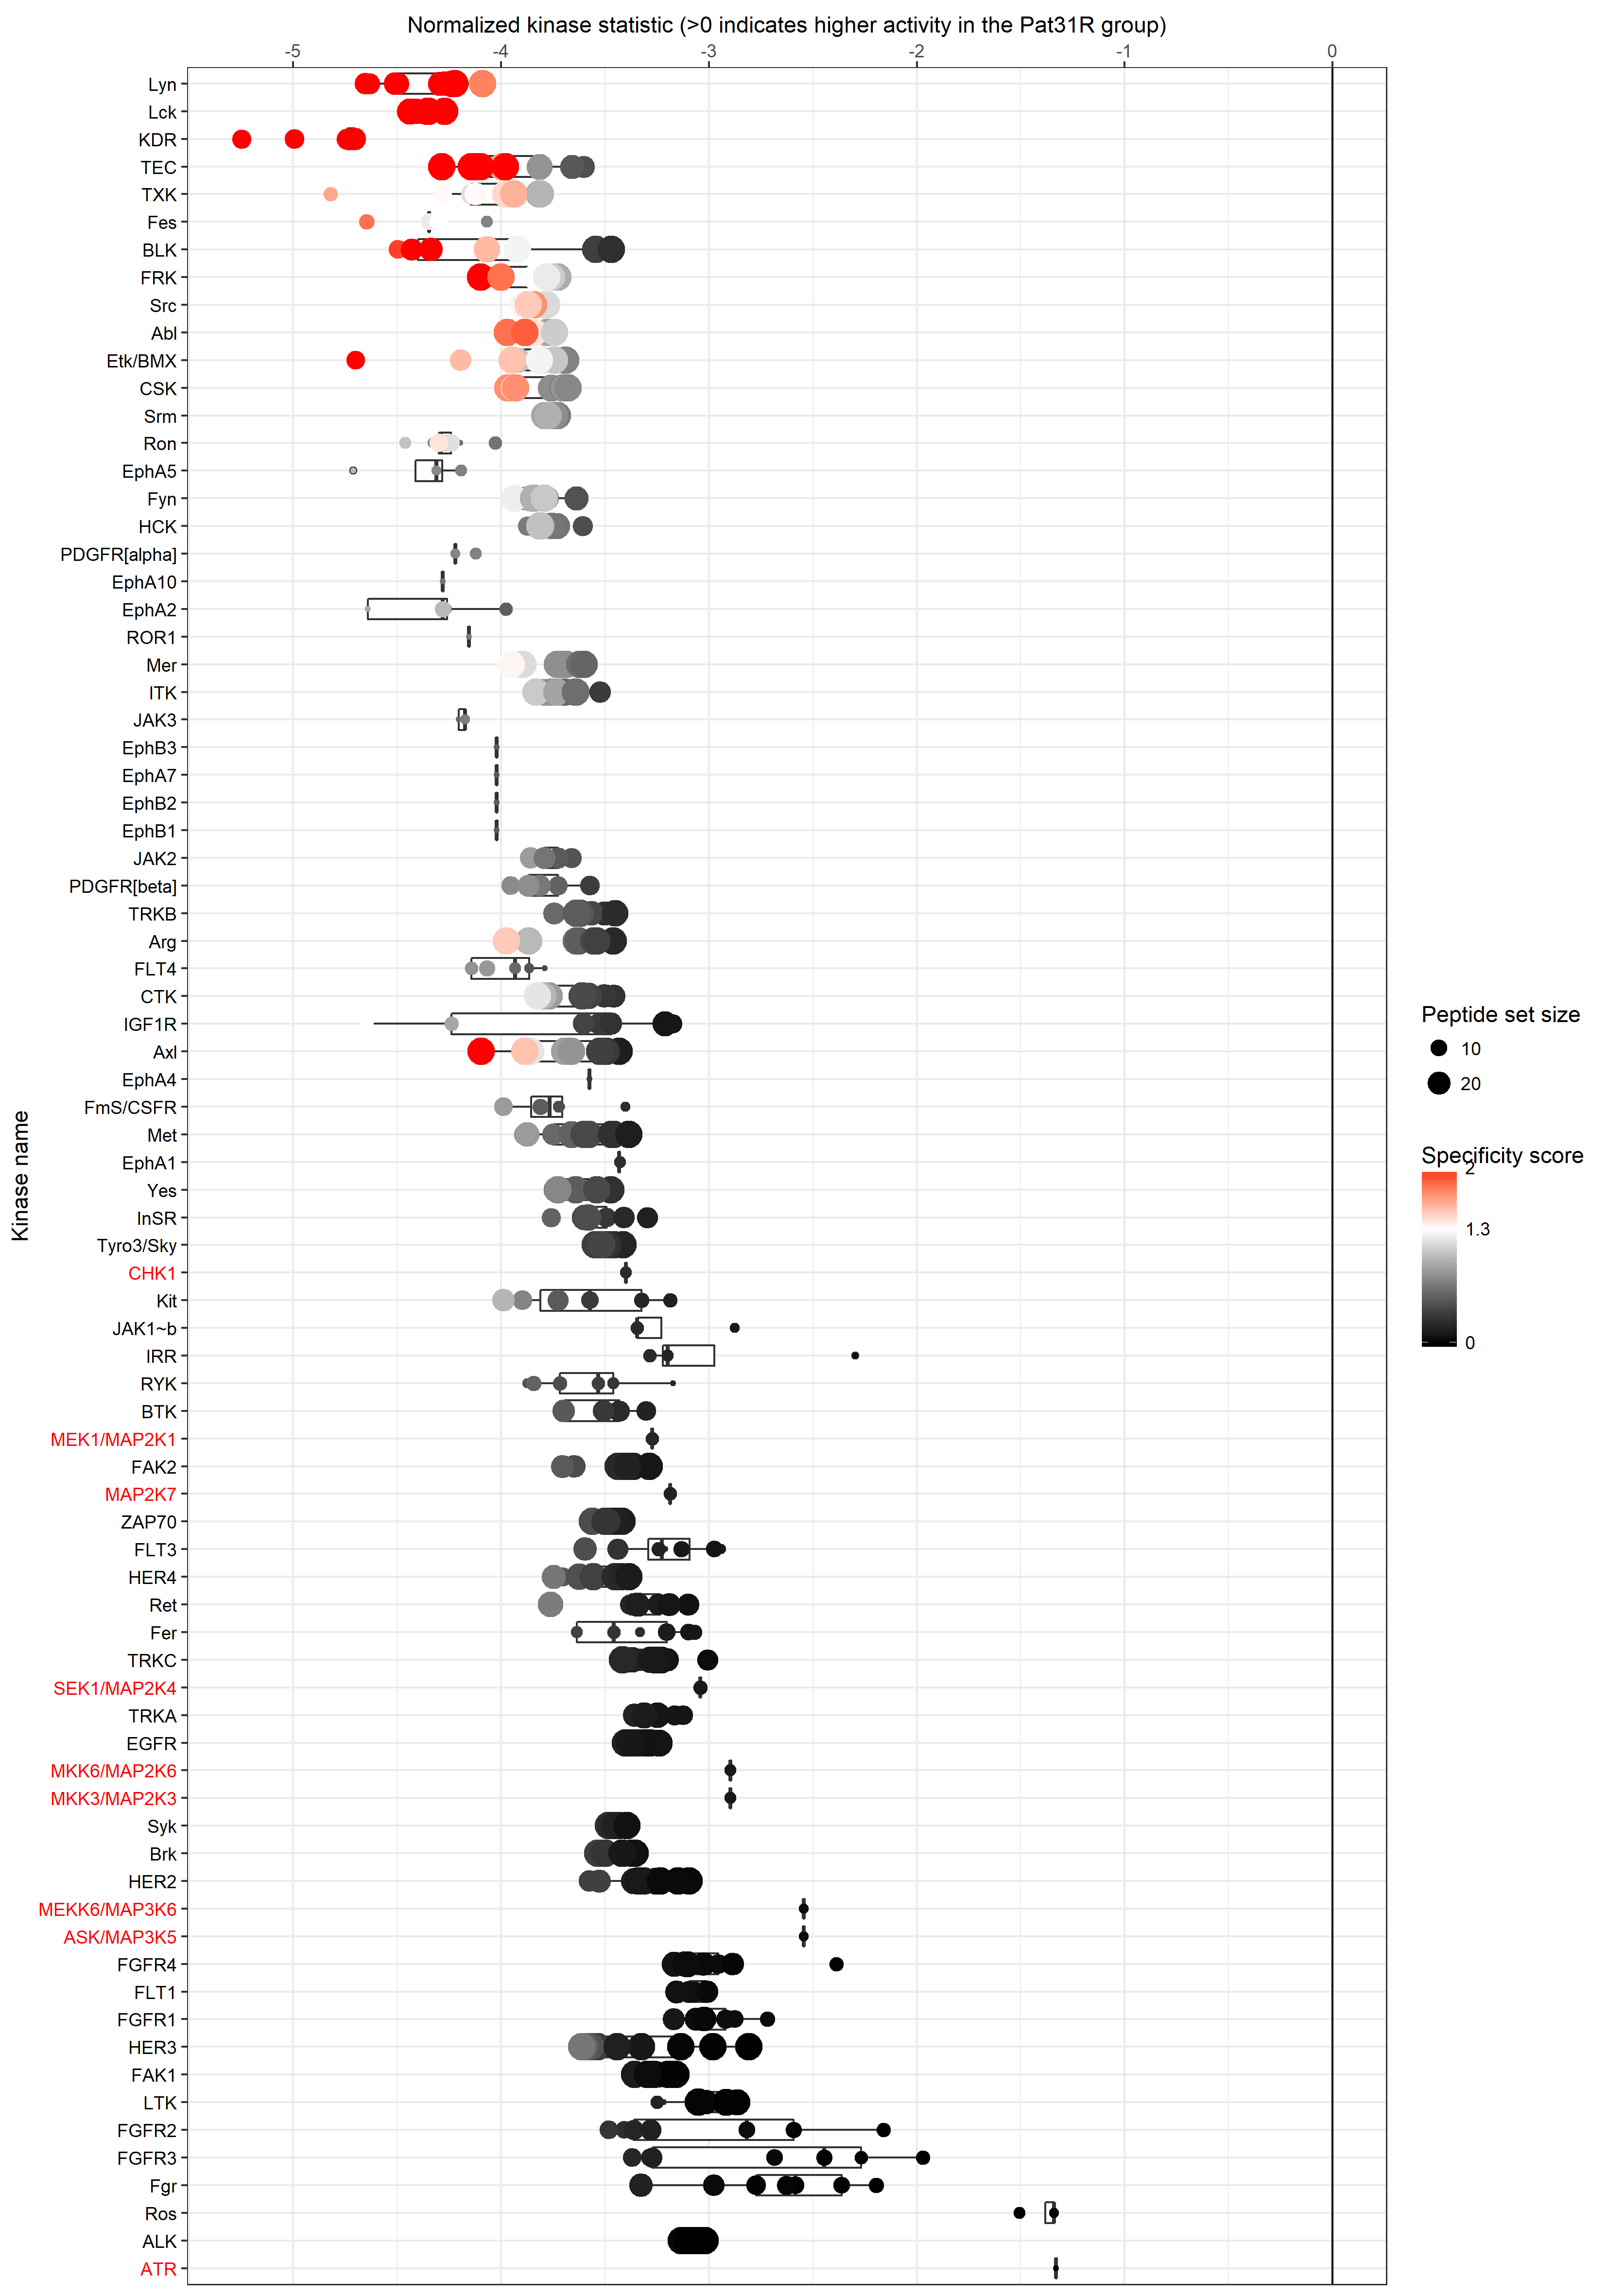 Normalized kinase statistic (>0 indicates higher activity in the Pat31R group)
-5 -4 -3 -2 -1 0
Kinase name
Lyn
Lck
KDR
TEC
TXK
Fes
BLK
FRK
Src
Abl
Etk/BMX
CSK
Srm
Ron
EphA5
Fyn
HCK
PDGFR[alpha]
EphA10
EphA2
ROR1
Mer
ITK
JAK3
EphB3
EphA7
EphB2
EphB1
JAK2
PDGFR[beta]
TRKB
Arg
FLT4
CTK
IGF1R
Axl
EphA4
FmS/CSFR
Met
EphA1
Yes
InSR
Tyro3/Sky
CHK1
Kit
JAK1~b
IRR
RYK
BTK
MEK1/MAP2K1
FAK2
MAP2K7
ZAP70
FLT3
HER4
Ret
Fer
TRKC
SEK1/MAP2K4
TRKA
EGFR
MKK6/MAP2K6
MKK3/MAP2K3
Syk
Brk
HER2
MEKK6/MAP3K6
ASK/MAP3K5
FGFR4
FLT1
FGFR1
HER3
FAK1
LTK
FGFR2
FGFR3
Fgr
Ros
ALK
ATR
Peptide set size
10
20
Specificity score
2
1.3
0